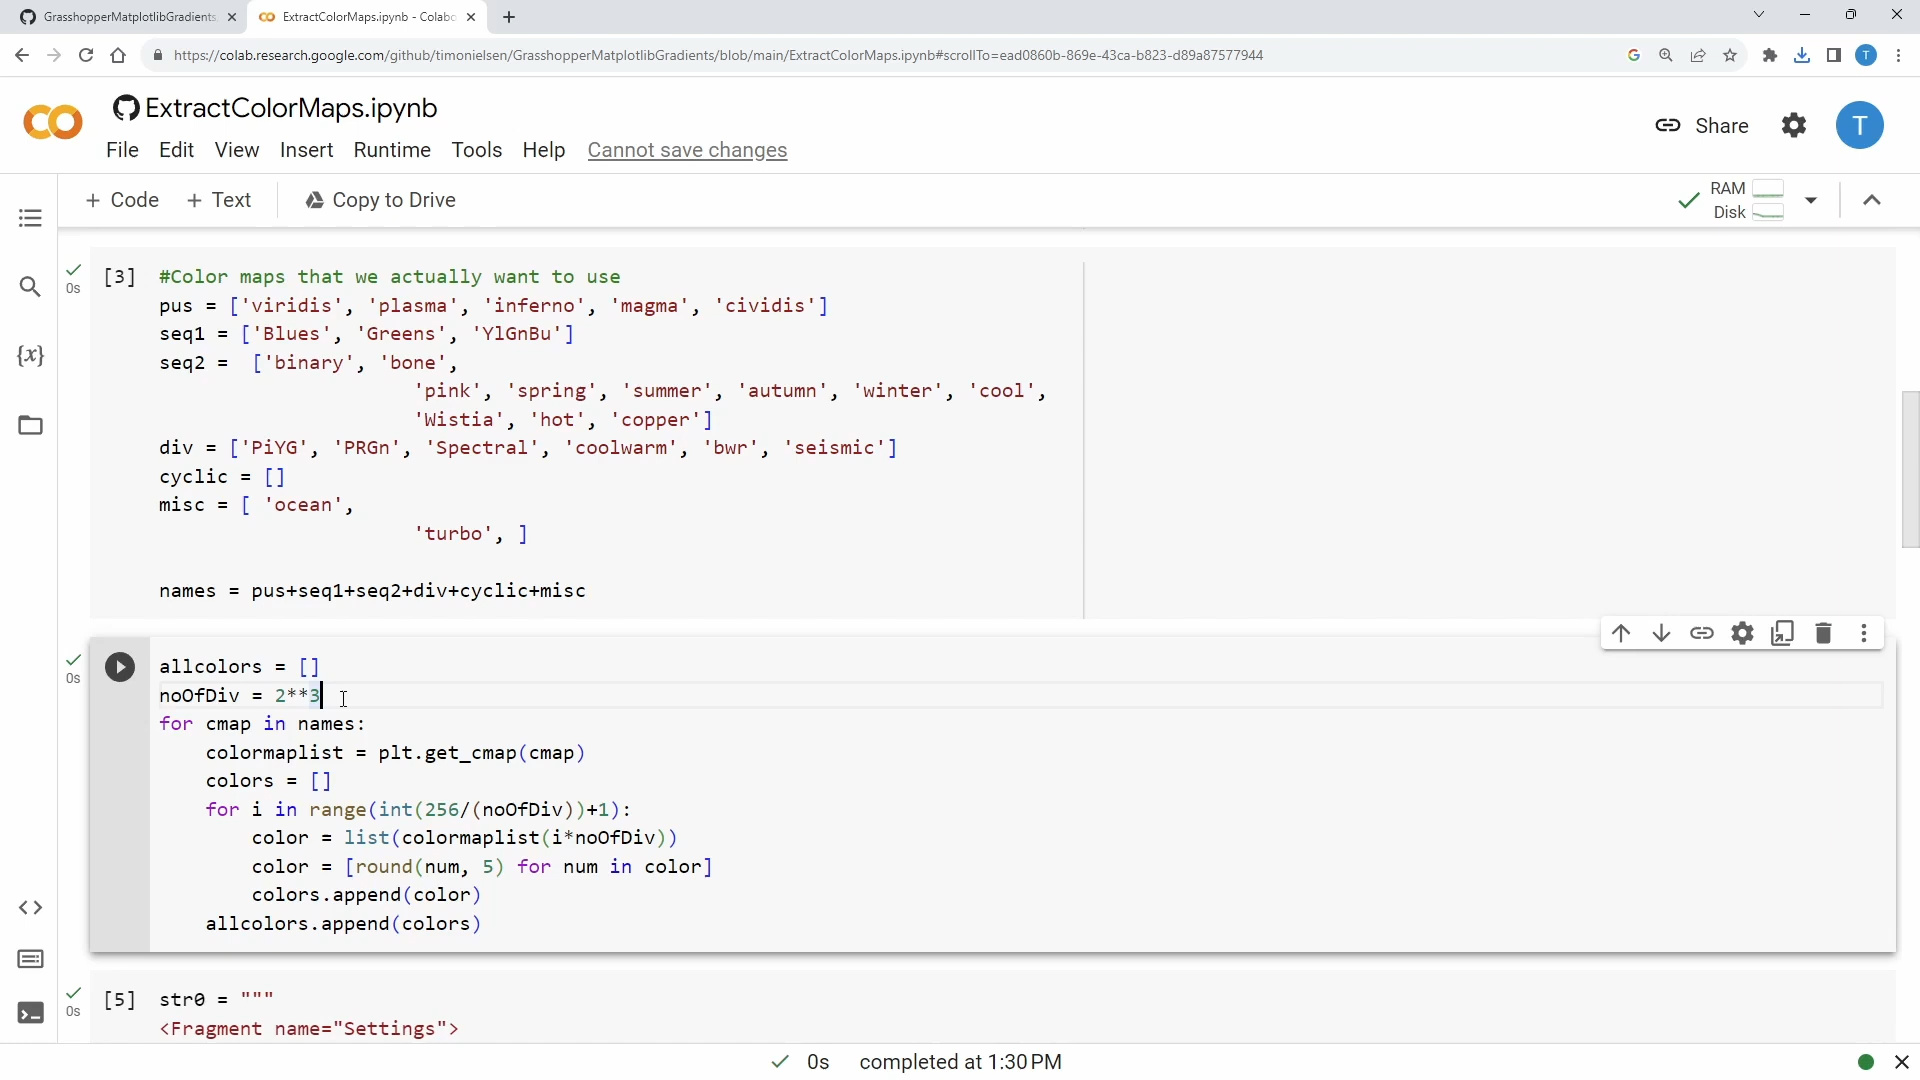 GrasshopperMatplotlibGradients
ExtractColorMaps.ipynb - Colabo
https://colab.research.google.com/github/timonielsen/GrasshopperMatplotlibGradients/blob/main/ExtractColorMaps.ipynb#scrollTo=ead0860b-869e-43ca-b823-d89a87577944
T
ExtractColorMaps.ipynb
Share
T
File Edit View Insert Runtime Tools Help Cannot save changes
+ Code + Text Copy to Drive
RAM
Disk
{x}
0s
[3] #Color maps that we actually want to use
pus = ['viridis', 'plasma', 'inferno', 'magma', 'cividis']
seq1 = ['Blues', 'Greens', 'YlGnBu']
seq2 =  ['binary', 'bone',
'pink', 'spring', 'summer', 'autumn', 'winter', 'cool',
'Wistia', 'hot', 'copper']
div = ['PiYG', 'PRGn', 'Spectral', 'coolwarm', 'bwr', 'seismic']
cyclic = []
misc = [ 'ocean',
'turbo', ]
names = pus+seq1+seq2+div+cyclic+misc
0s
allcolors = []
noOfDiv = 2**3
for cmap in names:
    colormaplist = plt.get_cmap(cmap)
    colors = []
    for i in range(int(256/(noOfDiv))+1):
        color = list(colormaplist(i*noOfDiv))
        color = [round(num, 5) for num in color]
        colors.append(color)
    allcolors.append(colors)
0s
[5] str0 = """
<Fragment name="Settings">
0s completed at 1:30 PM